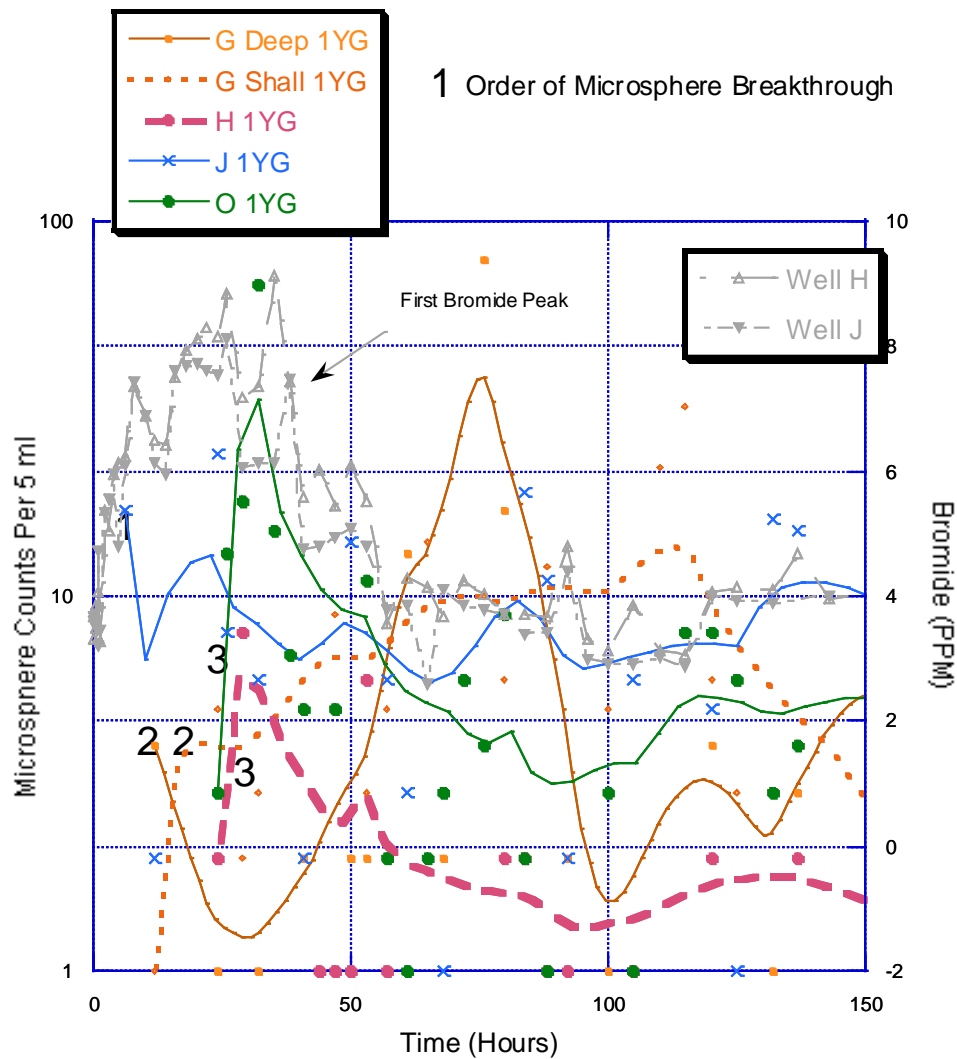 G Deep 1YG
G Shall 1YG
H 1YG
J 1YG
O 1YG
1 Order of Microsphere Breakthrough
100
10
Well H
Well J
First Bromide Peak
8
6
1
10
4
3
2 2
3
2
0
1
-2
0
50
100
150
Microsphere Counts Per 5 ml
Bromide (PPM)
Time (Hours)